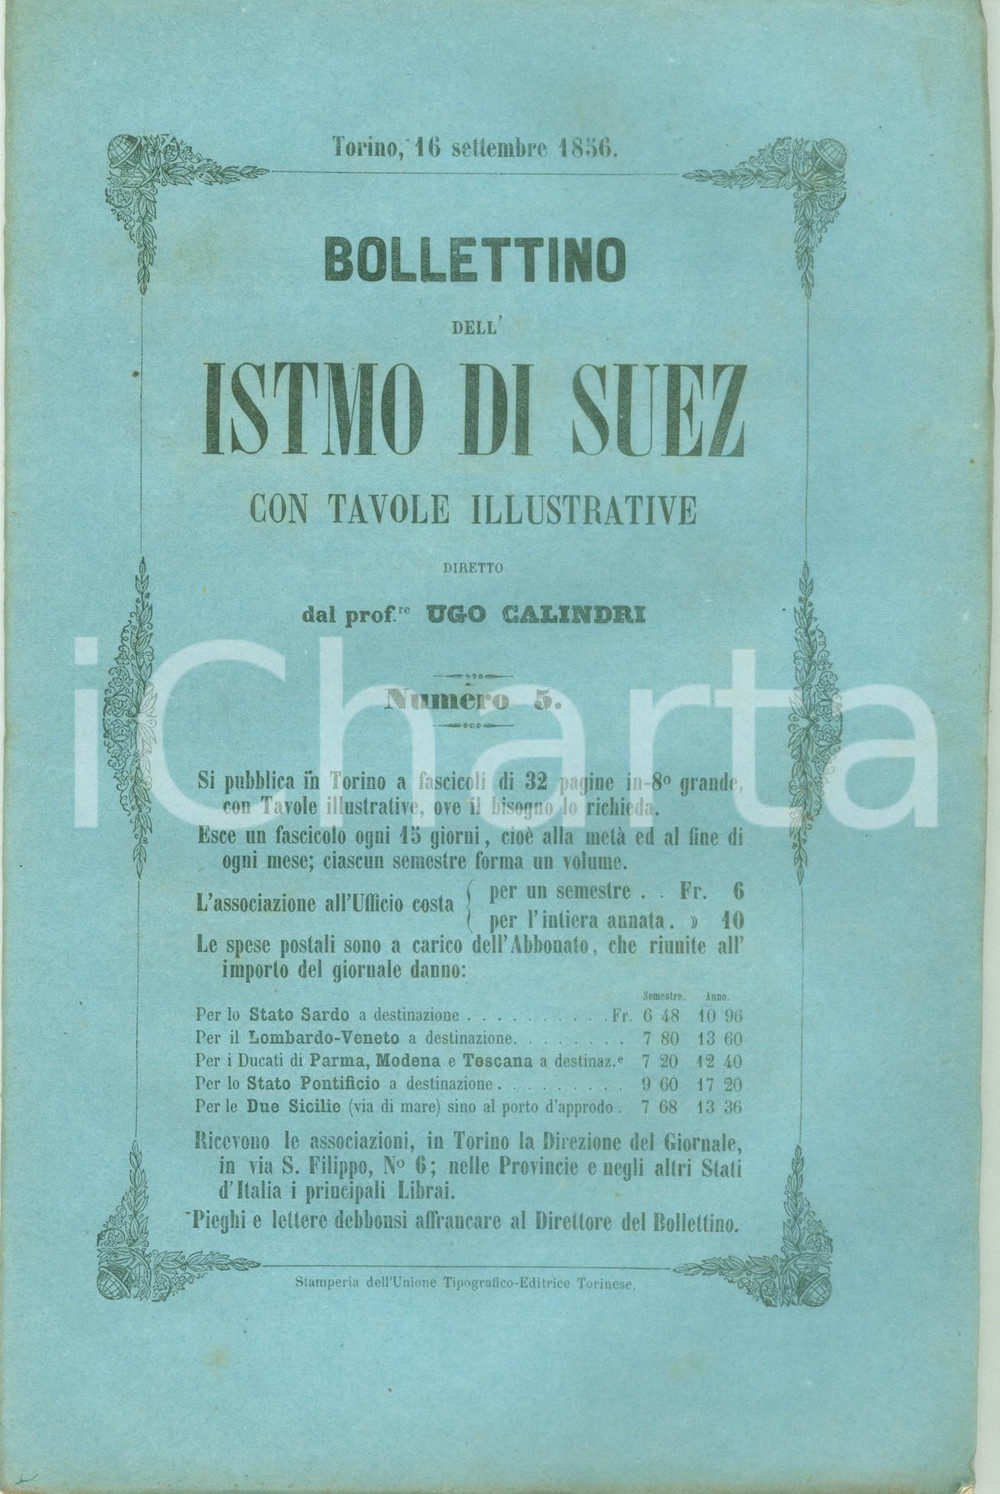 Torino, 16 settembre 1856.
BOLLETTINO
DELL'
ISTMO DI SUEZ
CON TAVOLE ILLUSTRATIVE
DIRETTO
dal prof.re UGO CALINDRI
Numero 5.
Si pubblica in Torino a fascicoli di 32 pagine in-8º grande,
con Tavole illustrative, ove il bisogno lo richieda.
Esce un fascicolo ogni 15 giorni, cioè alla metà ed al fine di
ogni mese; ciascun semestre forma un volume.
L'associazione all'Ufficio costa { per un semestre . . Fr. 6
per l'intiera annata. » 10
Le spese postali sono a carico dell'Abbonato, che riunite all'
importo del giornale danno:
Semestre. Anno.
Per lo Stato Sardo a destinazione . . . . . . . . . . Fr. 6 48 10 96
Per il Lombardo-Veneto a destinazione. . . . . . . . 7 80 13 60
Per i Ducati di Parma, Modena e Toscana a destinaz.e 7 20 12 40
Per lo Stato Pontificio a destinazione . . . . . . . . . 9 60 17 20
Per le Due Sicilie (via di mare) sino al porto d'approdo . 7 68 13 36
Ricevono le associazioni, in Torino la Direzione del Giornale,
in via S. Filippo, Nº 6; nelle Provincie e negli altri Stati
d'Italia i principali Librai.
Pieghi e lettere debbonsi affrancare al Direttore del Bollettino.
Stamperia dell'Unione Tipografico-Editrice Torinese.
iCharta